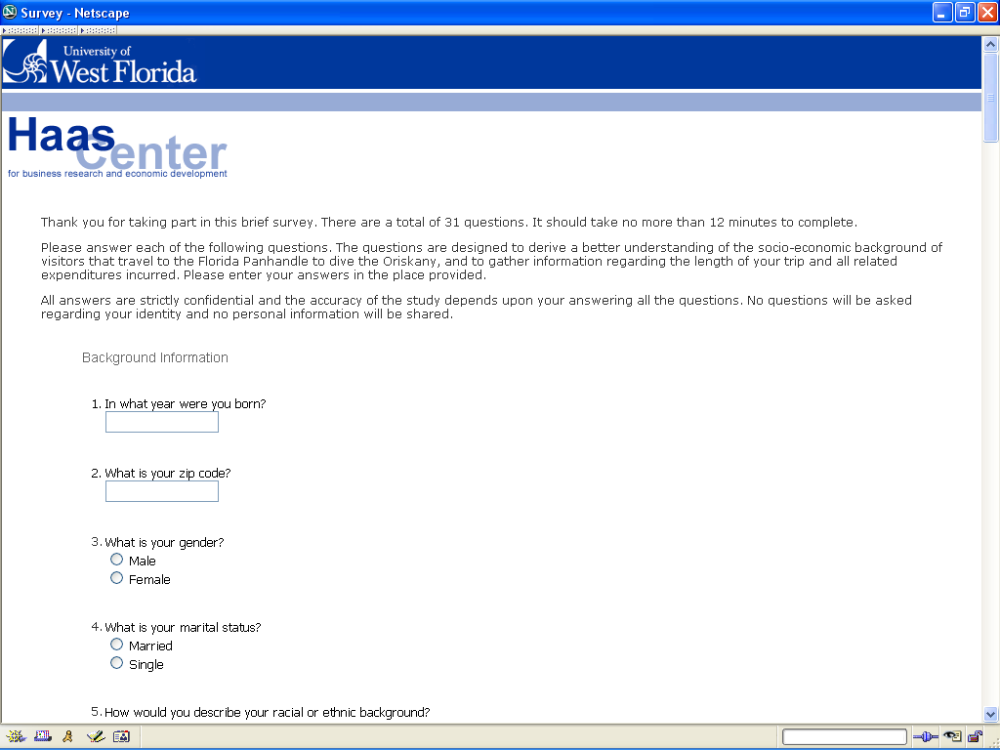 Survey - Netscape
University of
West Florida
Haas
Center
for business research and economic development
Thank you for taking part in this brief survey. There are a total of 31 questions. It should take no more than 12 minutes to complete.
Please answer each of the following questions. The questions are designed to derive a better understanding of the socio-economic background of
visitors that travel to the Florida Panhandle to dive the Oriskany, and to gather information regarding the length of your trip and all related
expenditures incurred. Please enter your answers in the place provided.
All answers are strictly confidential and the accuracy of the study depends upon your answering all the questions. No questions will be asked
regarding your identity and no personal information will be shared.
Background Information
1. In what year were you born?
2. What is your zip code?
3. What is your gender?
Male
Female
4. What is your marital status?
Married
Single
5. How would you describe your racial or ethnic background?